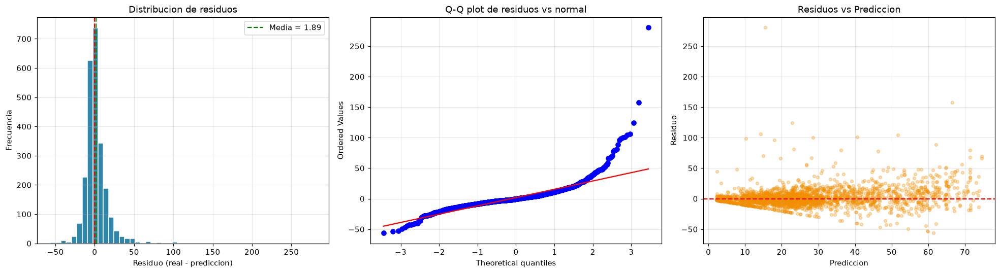 Distribucion de residuos
Media = 1.89
Frecuencia
700
600
500
400
300
200
100
0
−50 0 50 100 150 200 250
Residuo (real - prediccion)
Q-Q plot de residuos vs normal
Ordered Values
250
200
150
100
50
0
−50
−3 −2 −1 0 1 2 3
Theoretical quantiles
Residuos vs Prediccion
Residuo
250
200
150
100
50
0
−50
0 10 20 30 40 50 60 70
Prediccion